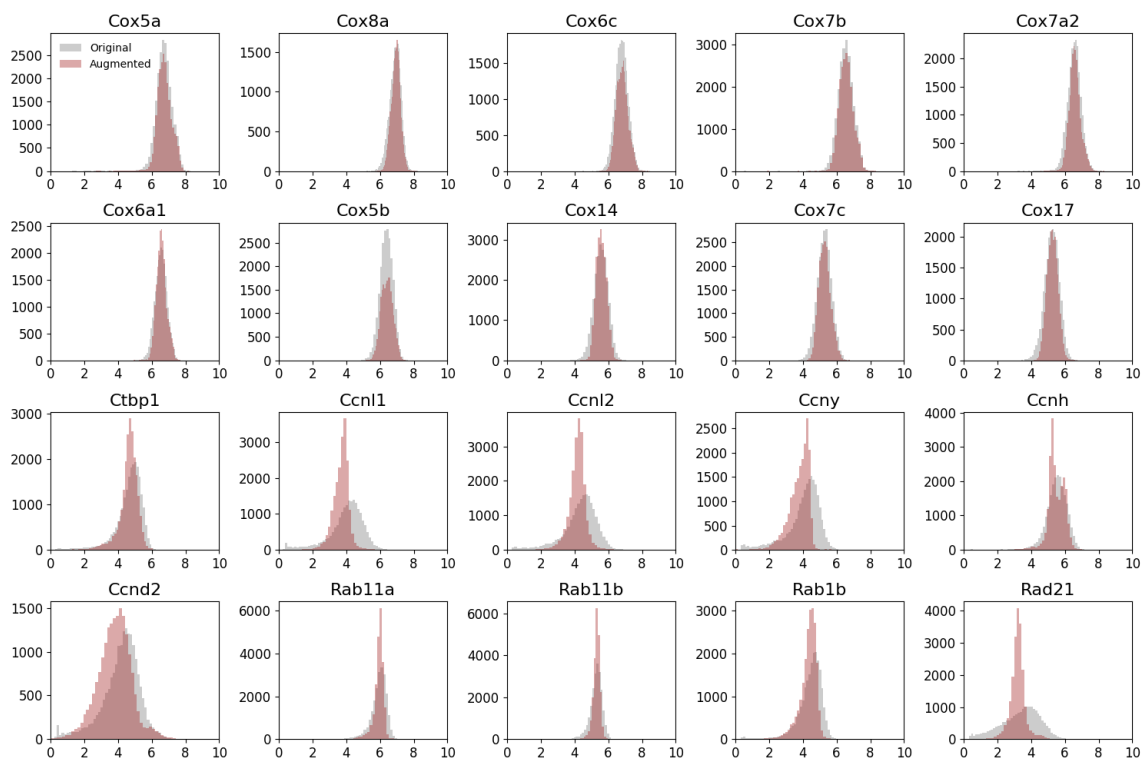 Cox5a Cox8a Cox6c Cox7b Cox7a2
Original
Augmented
2500 2000 1500 1000 500 0
1500 1000 500 0
1500 1000 500 0
3000 2000 1000 0
2000 1500 1000 500 0
0 2 4 6 8 10 0 2 4 6 8 10 0 2 4 6 8 10 0 2 4 6 8 10 0 2 4 6 8 10
Cox6a1 Cox5b Cox14 Cox7c Cox17
2500 2000 1500 1000 500 0
2500 2000 1500 1000 500 0
3000 2000 1000 0
2500 2000 1500 1000 500 0
2000 1500 1000 500 0
0 2 4 6 8 10 0 2 4 6 8 10 0 2 4 6 8 10 0 2 4 6 8 10 0 2 4 6 8 10
Ctbp1 Ccnl1 Ccnl2 Ccny Ccnh
3000 2000 1000 0
3000 2000 1000 0
3000 2000 1000 0
2500 2000 1500 1000 500 0
4000 3000 2000 1000 0
0 2 4 6 8 10 0 2 4 6 8 10 0 2 4 6 8 10 0 2 4 6 8 10 0 2 4 6 8 10
Ccnd2 Rab11a Rab11b Rab1b Rad21
1500 1000 500 0
6000 4000 2000 0
6000 4000 2000 0
3000 2000 1000 0
4000 3000 2000 1000 0
0 2 4 6 8 10 0 2 4 6 8 10 0 2 4 6 8 10 0 2 4 6 8 10 0 2 4 6 8 10